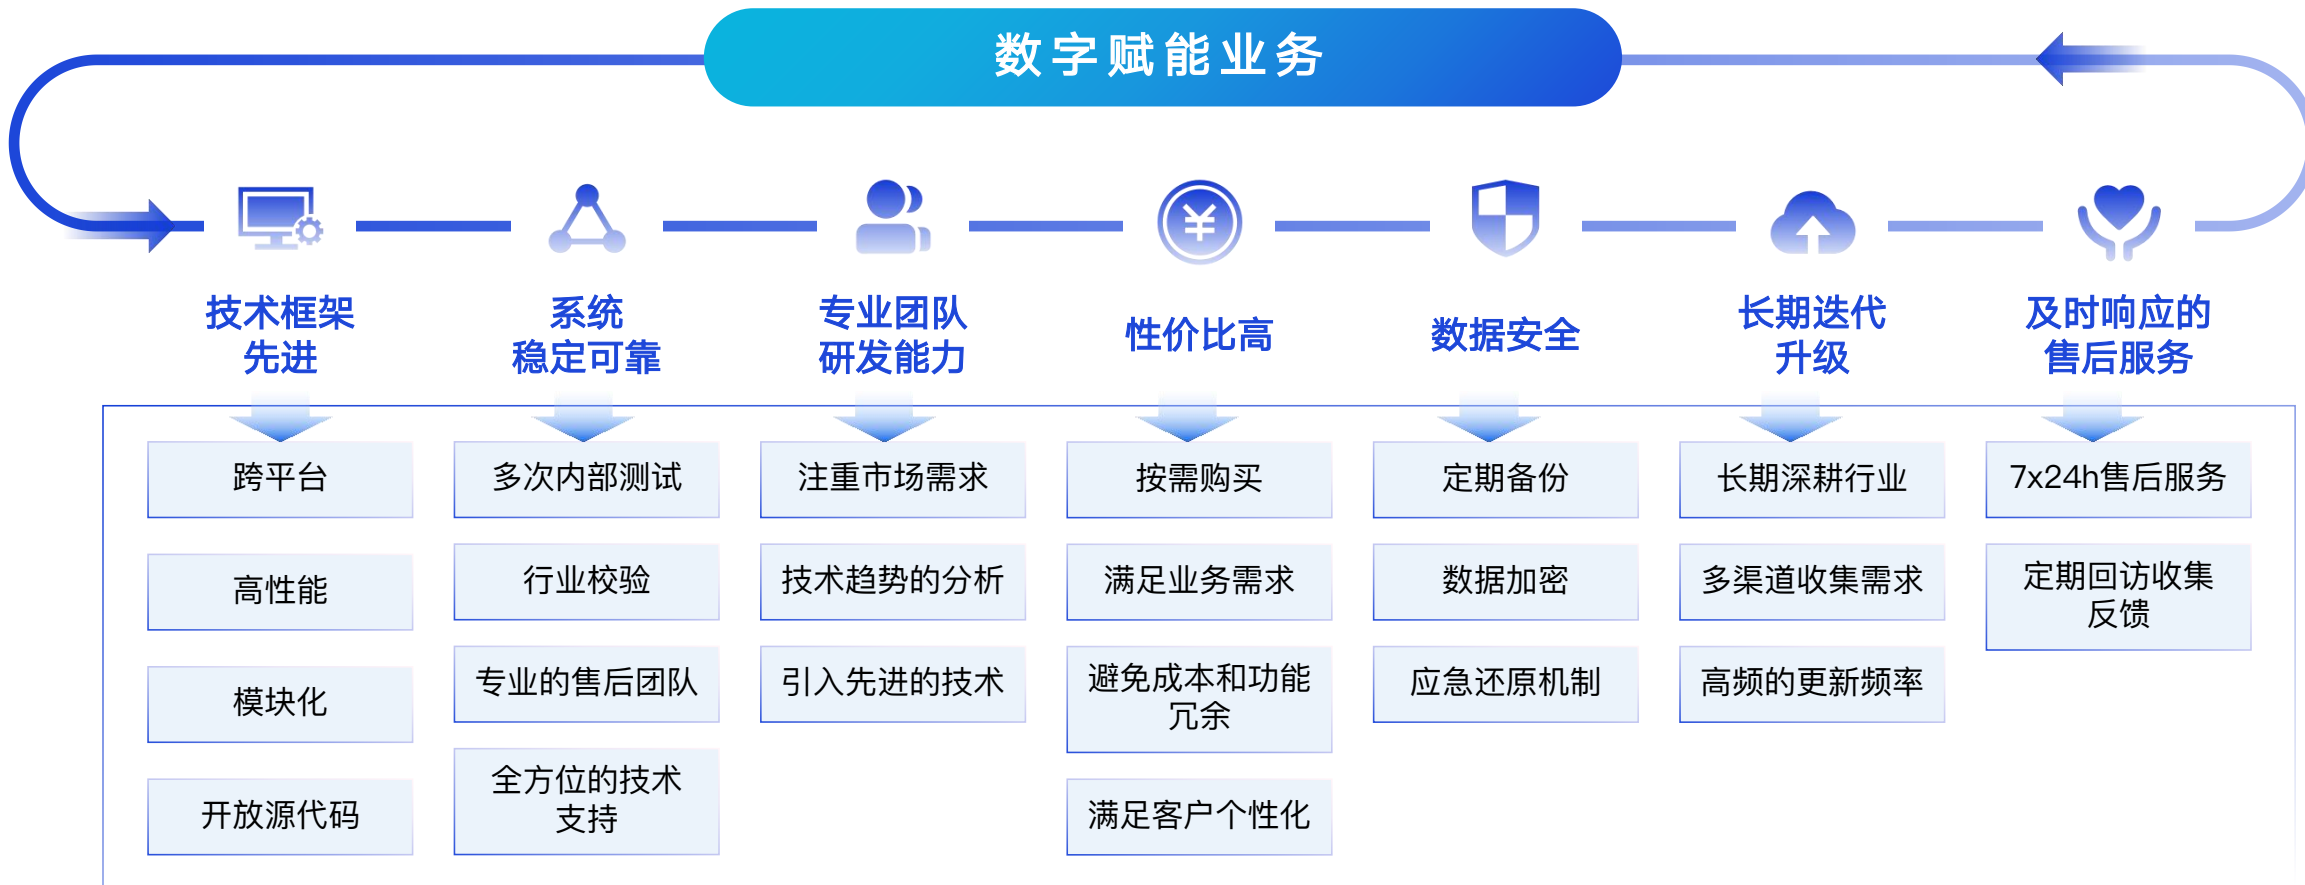 数字赋能业务
技术框架
先进
系统
稳定可靠
专业团队
研发能力
性价比高
数据安全
长期迭代
升级
及时响应的
售后服务
跨平台
高性能
模块化
开放源代码
多次内部测试
行业校验
专业的售后团队
全方位的技术
支持
注重市场需求
技术趋势的分析
引入先进的技术
按需购买
满足业务需求
避免成本和功能
冗余
满足客户个性化
定期备份
数据加密
应急还原机制
长期深耕行业
多渠道收集需求
高频的更新频率
7x24h售后服务
定期回访收集
反馈